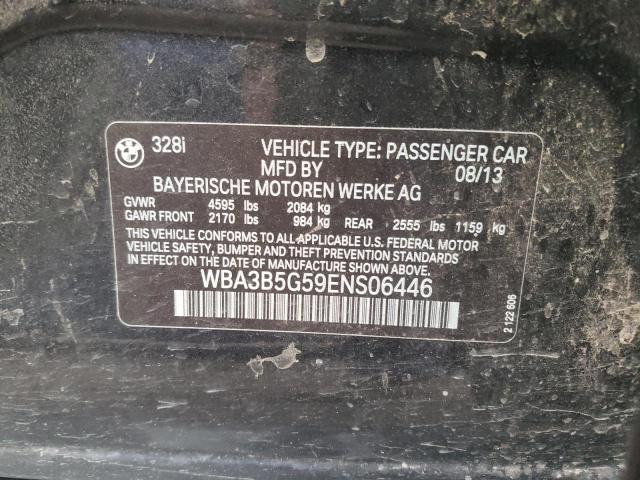 328i VEHICLE TYPE: PASSENGER CAR
MFD BY 08/13
BAYERISCHE MOTOREN WERKE AG
GVWR 4595 lbs 2084 kg
GAWR FRONT 2170 lbs 984 kg REAR 2555 lbs 1159 kg
THIS VEHICLE CONFORMS TO ALL APPLICABLE U.S. FEDERAL MOTOR
VEHICLE SAFETY, BUMPER AND THEFT PREVENTION STANDARDS
IN EFFECT ON THE DATE OF MANUFACTURE SHOWN ABOVE.
WBA3B5G59ENS06446
2 122 606